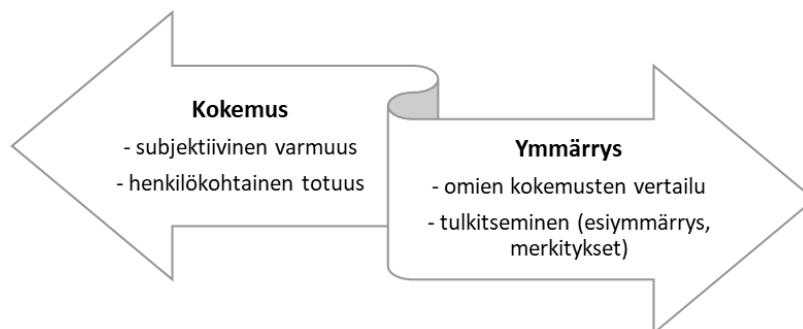 Kokemus
- subjektiivinen varmuus
- henkilökohtainen totuus
Ymmärrys
- omien kokemusten vertailu
- tulkitseminen (esiymmärrys,
merkitykset)